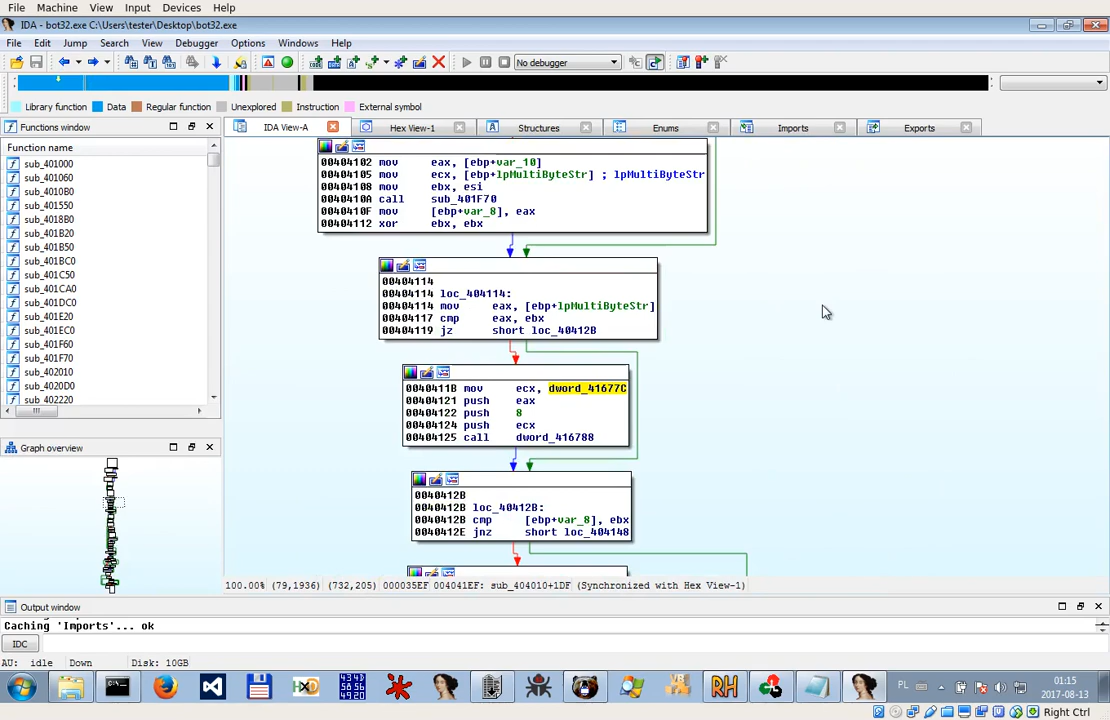 File Machine View Input Devices Help
IDA - bot32.exe C:\Users\tester\Desktop\bot32.exe
File Edit Jump Search View Debugger Options Windows Help
No debugger
Library function Data Regular function Unexplored Instruction External symbol
Functions window
IDA View-A Hex View-1 Structures Enums Imports Exports
Function name
sub_401000
sub_401060
sub_4010B0
sub_401550
sub_4018B0
sub_401B20
sub_401B50
sub_401BC0
sub_401C50
sub_401CA0
sub_401DC0
sub_401E20
sub_401EC0
sub_401F60
sub_401F70
sub_402010
sub_4020D0
sub_402220
Graph overview
00404102 mov eax, [ebp+var_10]
00404105 mov ecx, [ebp+lpMultiByteStr] ; lpMultiByteStr
00404108 mov ebx, esi
0040410A call sub_401F70
0040410F mov [ebp+var_8], eax
00404112 xor ebx, ebx
00404114
00404114 loc_404114:
00404114 mov eax, [ebp+lpMultiByteStr]
00404117 cmp eax, ebx
00404119 jz short loc_40412B
0040411B mov ecx, dword_41677C
00404121 push eax
00404122 push 8
00404124 push ecx
00404125 call dword_416788
0040412B
0040412B loc_40412B:
0040412B cmp [ebp+var_8], ebx
0040412E jnz short loc_404148
100.00% (79,1936) (732,205) 000035EF 004041EF: sub_404010+1DF (Synchronized with Hex View-1)
Output window
Caching 'Imports'... ok
IDC
AU: idle Down Disk: 10GB
RH
PL
01:15
2017-08-13
Right Ctrl